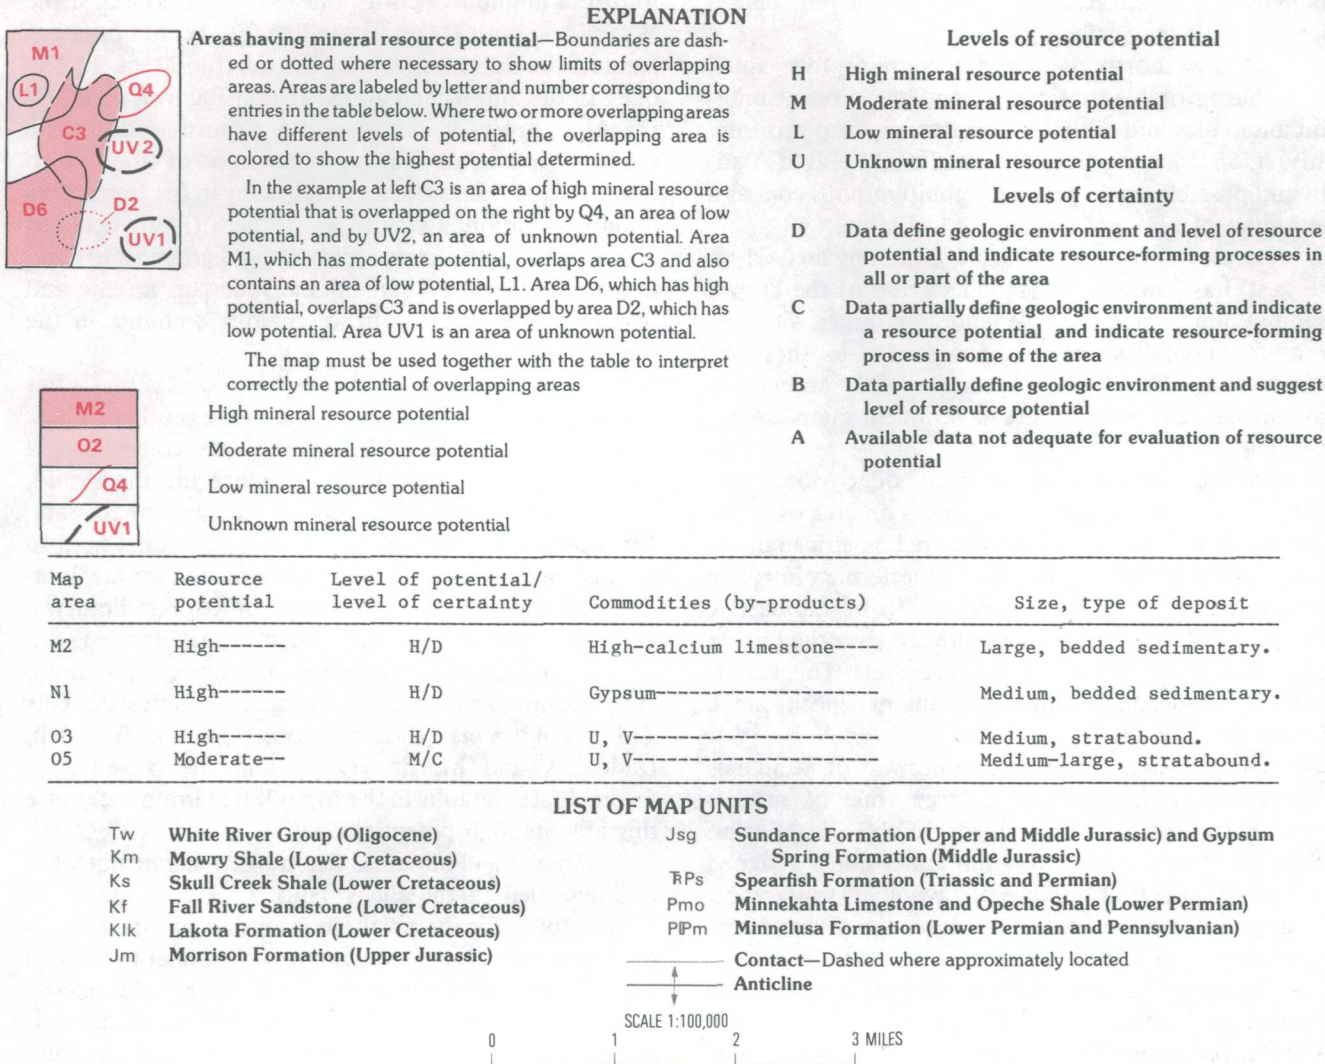 EXPLANATION
M1
L1
Q4
C3
UV2
D6
D2
UV1
Areas having mineral resource potential—Boundaries are dash-
ed or dotted where necessary to show limits of overlapping
areas. Areas are labeled by letter and number corresponding to
entries in the table below. Where two or more overlapping areas
have different levels of potential, the overlapping area is
colored to show the highest potential determined.
In the example at left C3 is an area of high mineral resource
potential that is overlapped on the right by Q4, an area of low
potential, and by UV2, an area of unknown potential. Area
M1, which has moderate potential, overlaps area C3 and also
contains an area of low potential, L1. Area D6, which has high
potential, overlaps C3 and is overlapped by area D2, which has
low potential. Area UV1 is an area of unknown potential.
The map must be used together with the table to interpret
correctly the potential of overlapping areas
M2 High mineral resource potential
O2 Moderate mineral resource potential
Q4 Low mineral resource potential
UV1 Unknown mineral resource potential
Levels of resource potential
H High mineral resource potential
M Moderate mineral resource potential
L Low mineral resource potential
U Unknown mineral resource potential
Levels of certainty
D Data define geologic environment and level of resource
potential and indicate resource-forming processes in
all or part of the area
C Data partially define geologic environment and indicate
a resource potential and indicate resource-forming
process in some of the area
B Data partially define geologic environment and suggest
level of resource potential
A Available data not adequate for evaluation of resource
potential
Map Resource Level of potential/
area potential level of certainty Commodities (by-products) Size, type of deposit
M2 High------ H/D High-calcium limestone---- Large, bedded sedimentary.
N1 High------ H/D Gypsum-------------------- Medium, bedded sedimentary.
O3 High------ H/D U, V---------------------- Medium, stratabound.
O5 Moderate-- M/C U, V---------------------- Medium-large, stratabound.
LIST OF MAP UNITS
Tw White River Group (Oligocene)
Km Mowry Shale (Lower Cretaceous)
Ks Skull Creek Shale (Lower Cretaceous)
Kf Fall River Sandstone (Lower Cretaceous)
Klk Lakota Formation (Lower Cretaceous)
Jm Morrison Formation (Upper Jurassic)
Jsg Sundance Formation (Upper and Middle Jurassic) and Gypsum
Spring Formation (Middle Jurassic)
TRPs Spearfish Formation (Triassic and Permian)
Pmo Minnekahta Limestone and Opeche Shale (Lower Permian)
PIPm Minnelusa Formation (Lower Permian and Pennsylvanian)
Contact—Dashed where approximately located
Anticline
SCALE 1:100,000
0 1 2 3 MILES